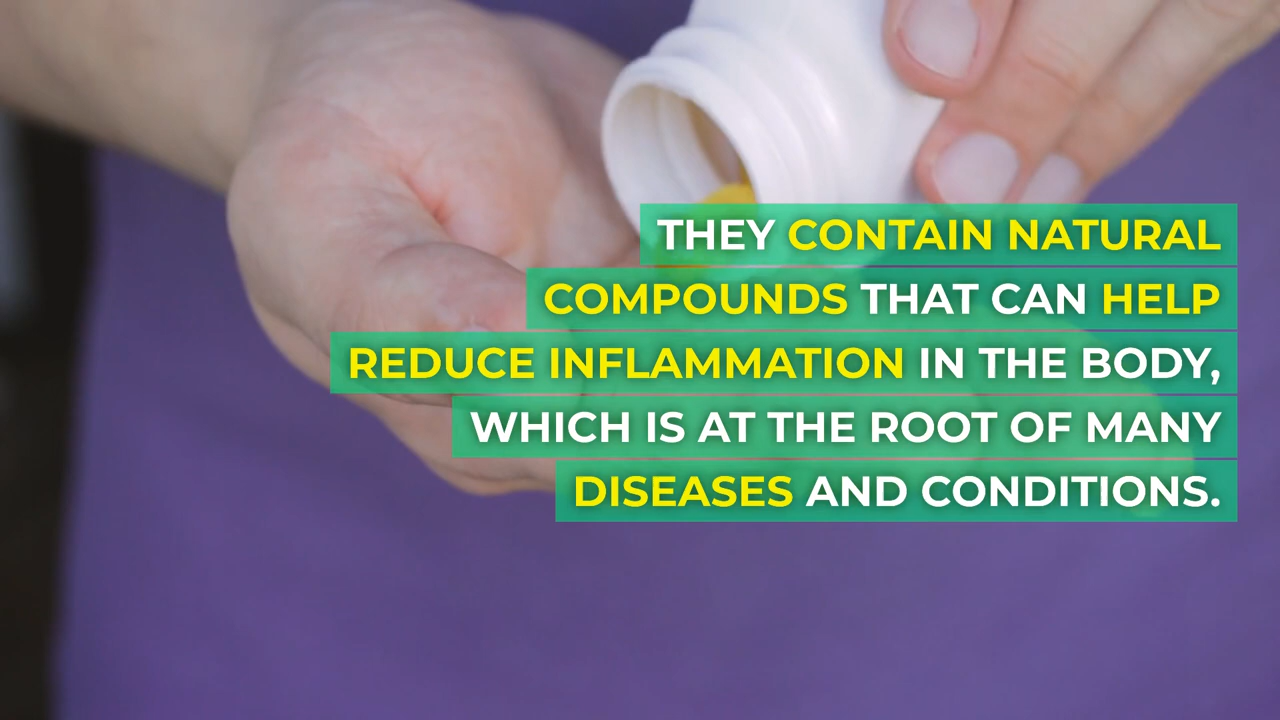 THEY CONTAIN NATURAL
COMPOUNDS THAT CAN HELP
REDUCE INFLAMMATION IN THE BODY,
WHICH IS AT THE ROOT OF MANY
DISEASES AND CONDITIONS.